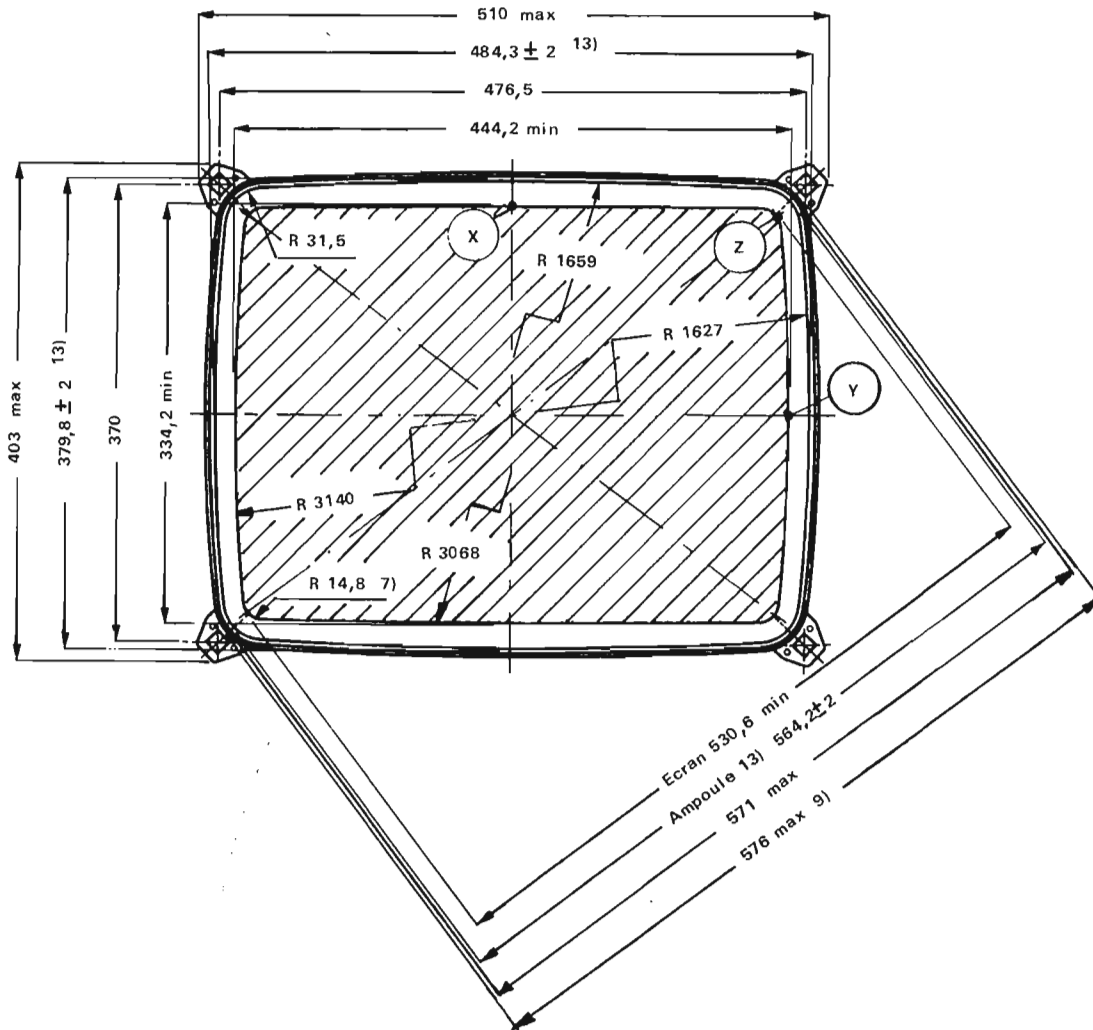 510 max
484,3 ± 2 13)
476,5
444,2 min
403 max
379,8 ± 2 13)
370
334,2 min
R 31,5
X
Z
R 1659
R 1627
Y
R 3140
R 3068
R 14,8 7)
Ecran 530,6 min
Ampoule 13) 564,2±2
571 max
576 max 9)